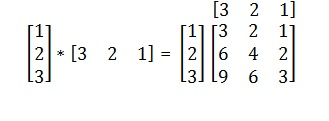 [3 2 1]
[1] * [3 2 1] = [1] [3 2 1]
[2] [2] [6 4 2]
[3] [3] [9 6 3]